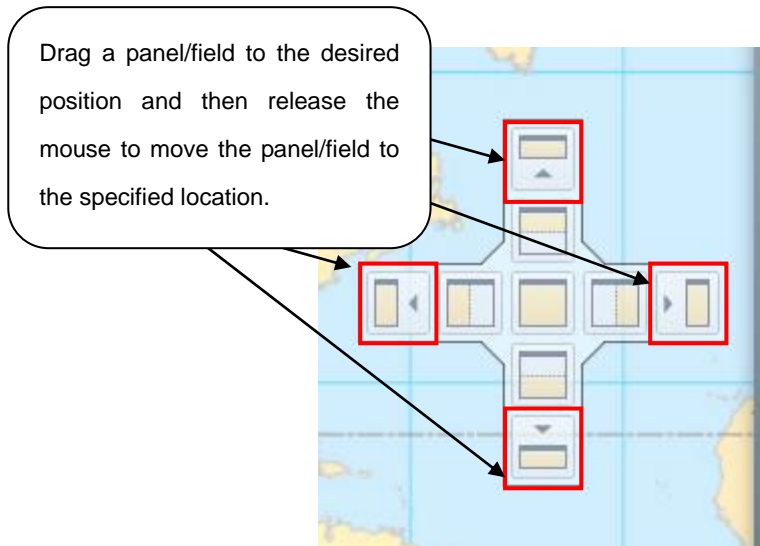 Drag a panel/field to the desired
position and then release the
mouse to move the panel/field to
the specified location.